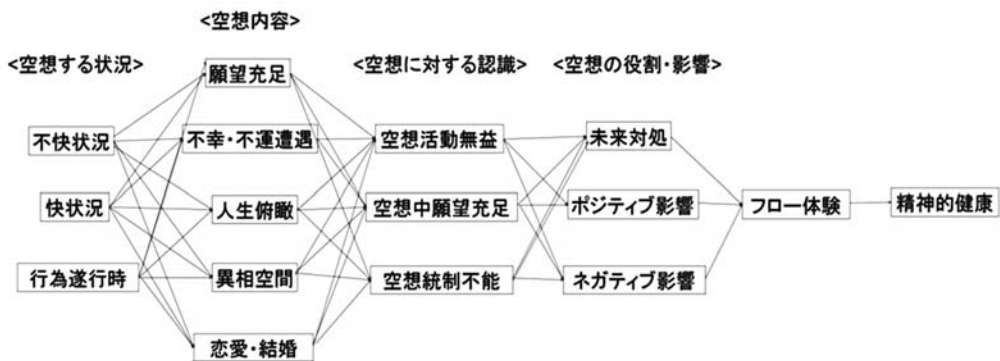 <空想内容>
<空想する状況>
<空想に対する認識>
<空想の役割・影響>
願望充足
不快状況
不幸・不運遭遇
空想活動無益
未来対処
快状況
人生俯瞰
空想中願望充足
ポジティブ影響
フロー体験
精神的健康
行為遂行時
異相空間
空想統制不能
ネガティブ影響
恋愛・結婚